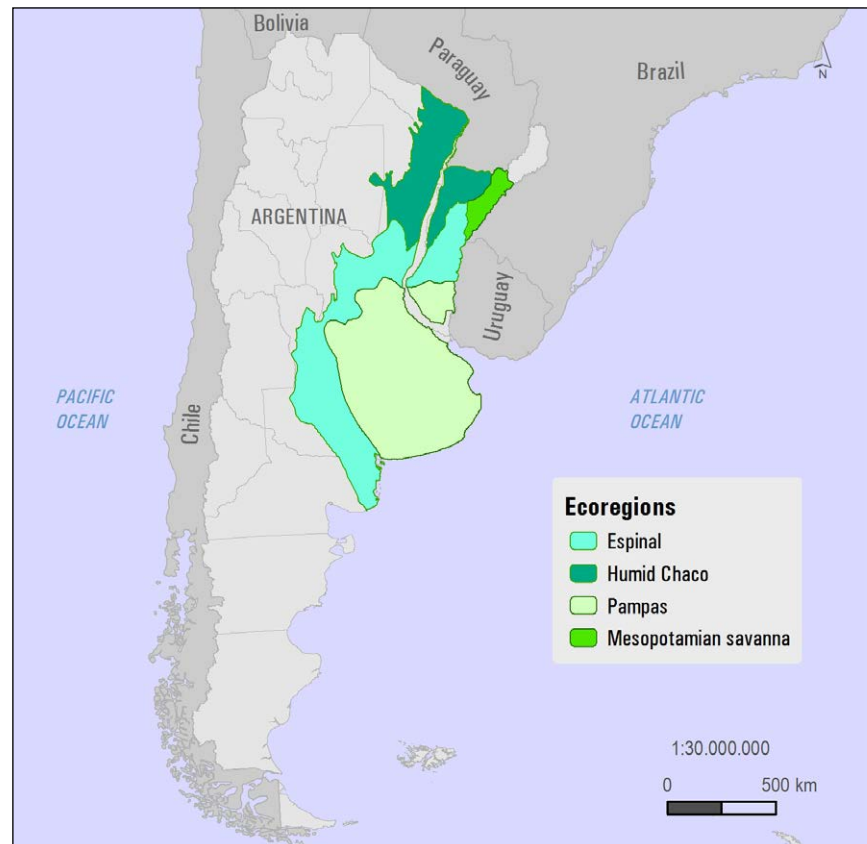 Bolivia
Paraguay
Brazil
N
ARGENTINA
Uruguay
PACIFIC
OCEAN
Chile
ATLANTIC
OCEAN
Ecoregions
Espinal
Humid Chaco
Pampas
Mesopotamian savanna
1:30.000.000
0 500 km